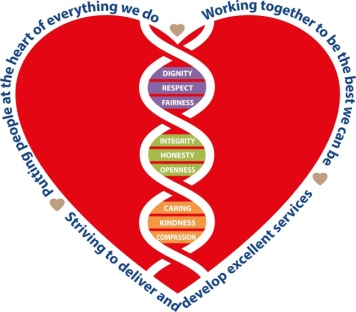 Putting people at the heart of everything we do
Working together to be the best we can be
Striving to deliver and develop excellent services
DIGNITY
RESPECT
FAIRNESS
INTEGRITY
HONESTY
OPENNESS
CARING
KINDNESS
COMPASSION